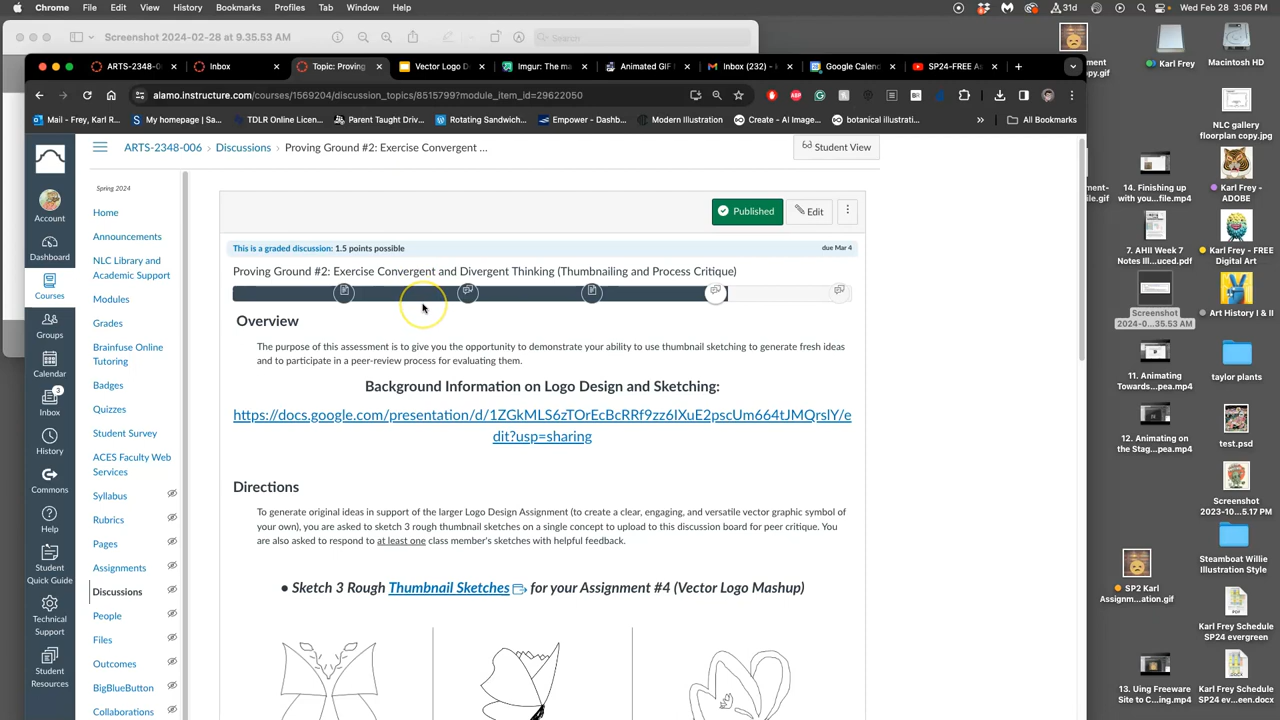 Chrome File Edit View History Bookmarks Profiles Tab Window Help
31d
Wed Feb 28 3:06 PM
Screenshot 2024-02-28 at 9.35.53 AM
Search
ARTS-2348-0
Inbox
Topic: Proving
Vector Logo D
Imgur: The ma
Animated GIF
Inbox (232) -
Google Calen
SP24-FREE As
alamo.instructure.com/courses/1569204/discussion_topics/8515799?module_item_id=29622050
Mail - Frey, Karl R...
My homepage | Sa...
TDLR Online Licen...
Parent Taught Driv...
Rotating Sandwich...
Empower - Dashb...
Modern Illustration
Create - AI Imagz...
botanical illustrati...
»
All Bookmarks
ARTS-2348-006 › Discussions › Proving Ground #2: Exercise Convergent ...
Student View
Account
Dashboard
Courses
Groups
Calendar
3
Inbox
History
Commons
Help
Student
Quick Guide
Technical
Support
Student
Resources
Spring 2024
Home
Announcements
NLC Library and
Academic Support
Modules
Grades
Brainfuse Online
Tutoring
Badges
Quizzes
Student Survey
ACES Faculty Web
Services
Syllabus
Rubrics
Pages
Assignments
Discussions
People
Files
Outcomes
BigBlueButton
Collaborations
Published
Edit
This is a graded discussion: 1.5 points possible
due Mar 4
Proving Ground #2: Exercise Convergent and Divergent Thinking (Thumbnailing and Process Critique)
Overview
The purpose of this assessment is to give you the opportunity to demonstrate your ability to use thumbnail sketching to generate fresh ideas
and to participate in a peer-review process for evaluating them.
Background Information on Logo Design and Sketching:
https://docs.google.com/presentation/d/1ZGkMLS6zTOrEcBcRRf9zz6IXuE2pscUm664tJMQrslY/e
dit?usp=sharing
Directions
To generate original ideas in support of the larger Logo Design Assignment (to create a clear, engaging, and versatile vector graphic symbol of
your own), you are asked to sketch 3 rough thumbnail sketches on a single concept to upload to this discussion board for peer critique. You
are also asked to respond to at least one class member's sketches with helpful feedback.
• Sketch 3 Rough Thumbnail Sketches for your Assignment #4 (Vector Logo Mashup)
Karl Frey
Macintosh HD
NLC gallery
floorplan copy.jpg
14. Finishing up
with you...file.mp4
Karl Frey -
ADOBE
7. AHII Week 7
Notes Ill...uced.pdf
Karl Frey - FREE
Digital Art
Screenshot
2024-0...35.53 AM
Art History I & II
11. Animating
Towards...pea.mp4
taylor plants
12. Animating on
the Stag...pea.mp4
test.psd
Screenshot
2023-10...5.17 PM
Steamboat Willie
Illustration Style
SP2 Karl
Assignm...ation.gif
Karl Frey Schedule
SP24 evergreen
13. Uing Freeware
Site to C...ing.mp4
Karl Frey Schedule
SP24 ev...een.docx